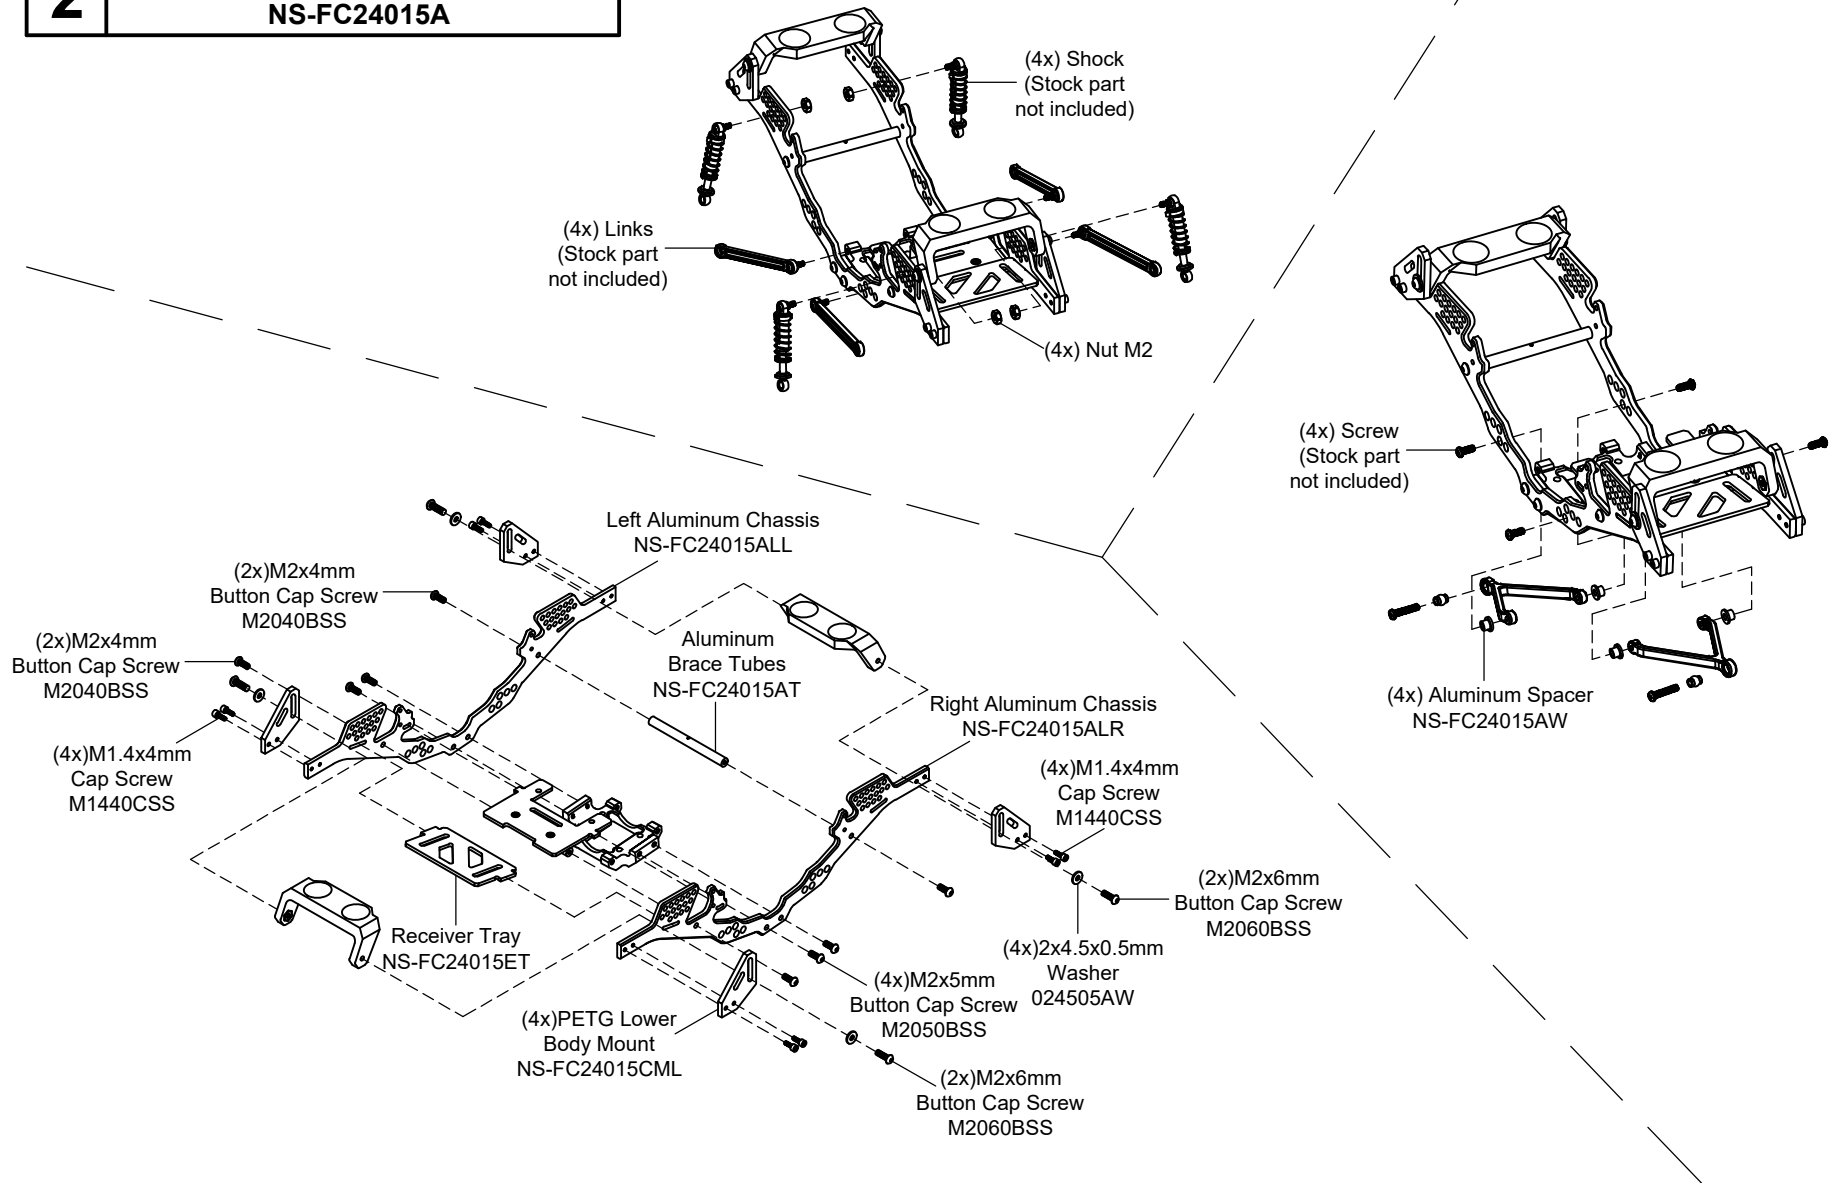 2
NS-FC24015A
(4x) Shock
(Stock part
not included)
(4x) Links
(Stock part
not included)
(4x) Nut M2
(4x) Screw
(Stock part
not included)
(4x) Aluminum Spacer
NS-FC24015AW
Left Aluminum Chassis
NS-FC24015ALL
(2x)M2x4mm
Button Cap Screw
M2040BSS
(2x)M2x4mm
Button Cap Screw
M2040BSS
(4x)M1.4x4mm
Cap Screw
M1440CSS
Aluminum
Brace Tubes
NS-FC24015AT
Right Aluminum Chassis
NS-FC24015ALR
(4x)M1.4x4mm
Cap Screw
M1440CSS
(2x)M2x6mm
Button Cap Screw
M2060BSS
(4x)2x4.5x0.5mm
Washer
024505AW
Receiver Tray
NS-FC24015ET
(4x)M2x5mm
Button Cap Screw
M2050BSS
(4x)PETG Lower
Body Mount
NS-FC24015CML
(2x)M2x6mm
Button Cap Screw
M2060BSS